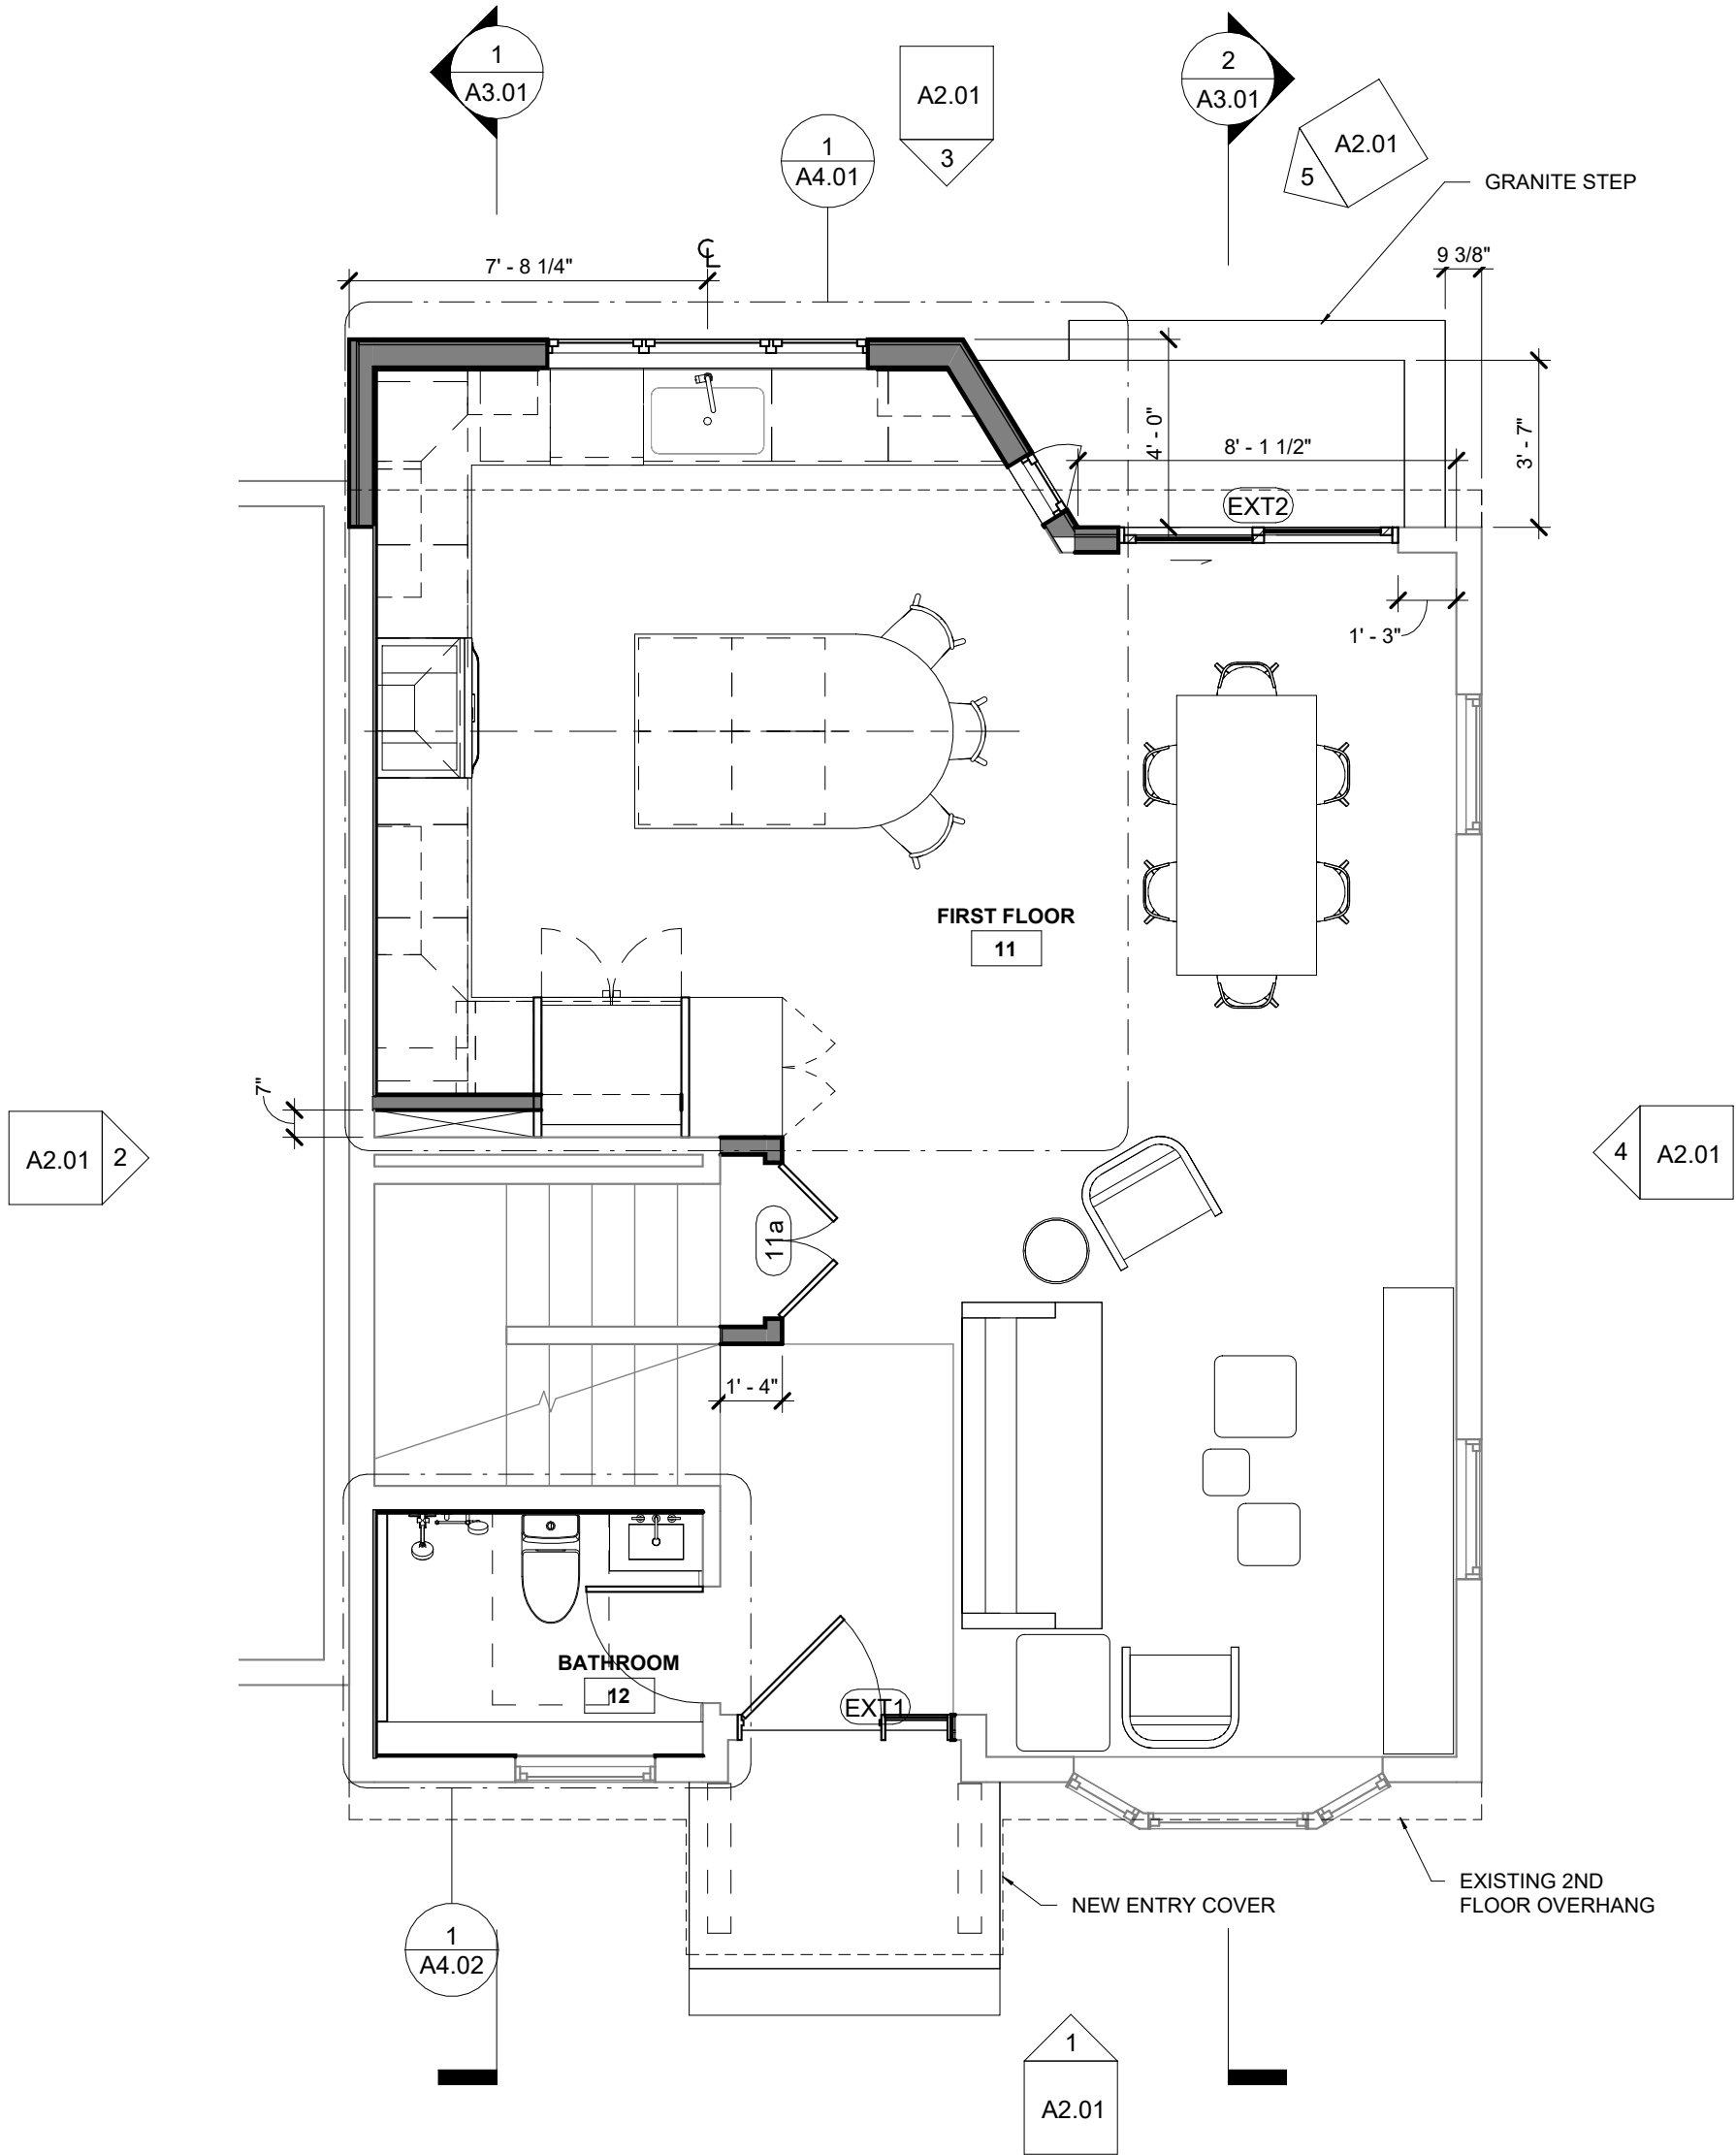 1
A3.01
A2.01
3
2
A3.01
A2.01
5
1
A4.01
GRANITE STEP
7' - 8 1/4"
℄
9 3/8"
4' - 0"
8' - 1 1/2"
3' - 7"
EXT2
1' - 3"
FIRST FLOOR
11
7"
A2.01
2
4
A2.01
11a
1' - 4"
BATHROOM
12
EXT1
NEW ENTRY COVER
EXISTING 2ND
FLOOR OVERHANG
1
A4.02
1
A2.01